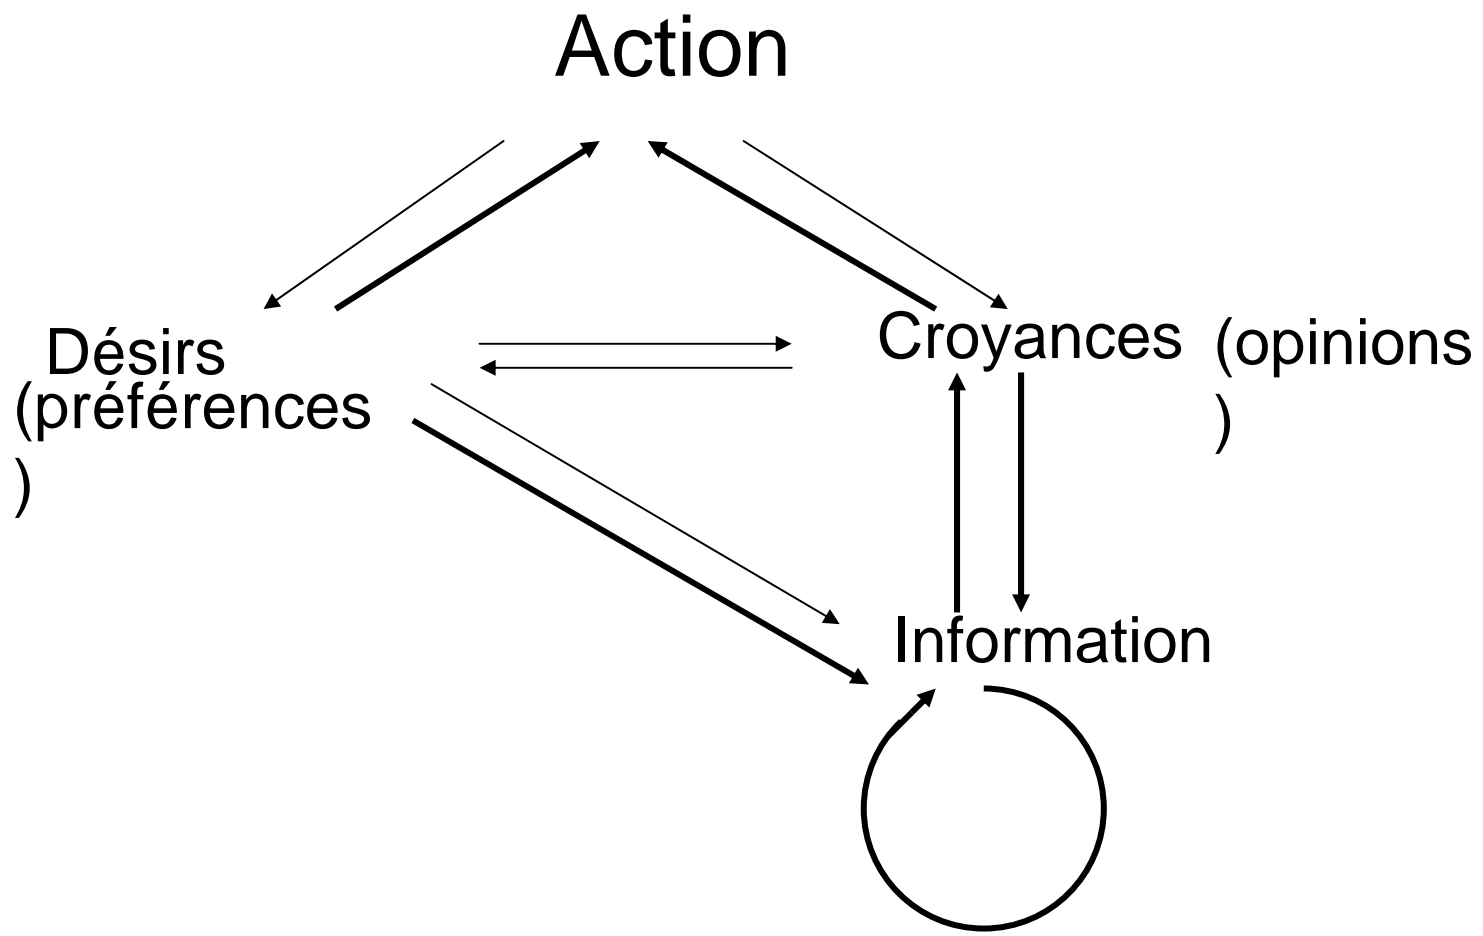 Action
Désirs
(préférences
)
Croyances
(opinions
)
Information